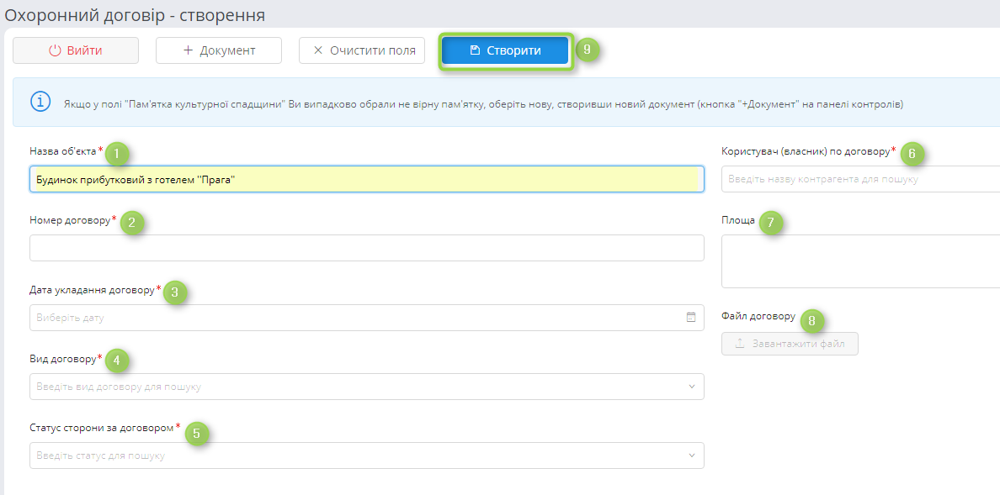 Охоронний договір - створення
Вийти
+ Документ
Очистити поля
Створити
9
Якщо у полі "Пам'ятка культурної спадщини" Ви випадково обрали не вірну пам'ятку, оберіть нову, створивши новий документ (кнопка "+Документ" на панелі контролів)
Назва об'єкта* 1
Будинок прибутковий з готелем "Прага"
Номер договору* 2
Дата укладання договору* 3
Виберіть дату
Вид договору* 4
Введіть вид договору для пошуку
Статус сторони за договором* 5
Введіть статус для пошуку
Користувач (власник) по договору* 6
Введіть назву контрагента для пошуку
Площа 7
Файл договору 8
Завантажити файл